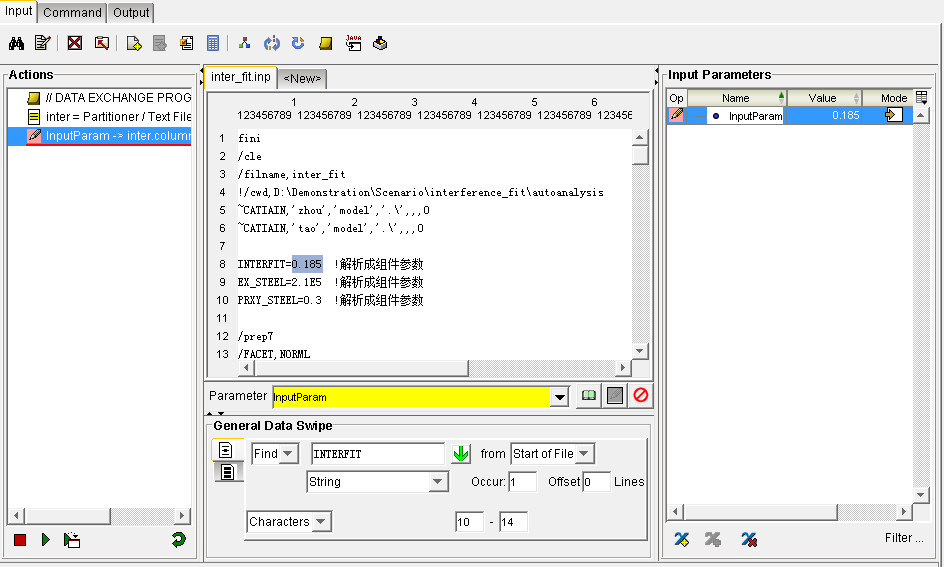 Input Command Output
Actions
// DATA EXCHANGE PROG
inter = Partitioner / Text File
InputParam -> inter.column
inter_fit.inp <New>
1 2 3 4 5 6
123456789 123456789 123456789 123456789 123456789 123456789 123456
1 fini
2 /cle
3 /filname,inter_fit
4 !/cwd,D:\Demonstration\Scenario\interference_fit\autoanalysis
5 ~CATIAIN,'zhou','model','.\',,,0
6 ~CATIAIN,'tao','model','.\',,,0
7
8 INTERFIT=0.185 !解析成组件参数
9 EX_STEEL=2.1E5 !解析成组件参数
10 PRXY_STEEL=0.3 !解析成组件参数
11
12 /prep7
13 /FACET,NORML
Parameter InputParam
General Data Swipe
Find INTERFIT from Start of File
String Occur: 1 Offset 0 Lines
Characters 10 - 14
Input Parameters
Op Name Value Mode
InputParam 0.185
Filter ...
JAVA